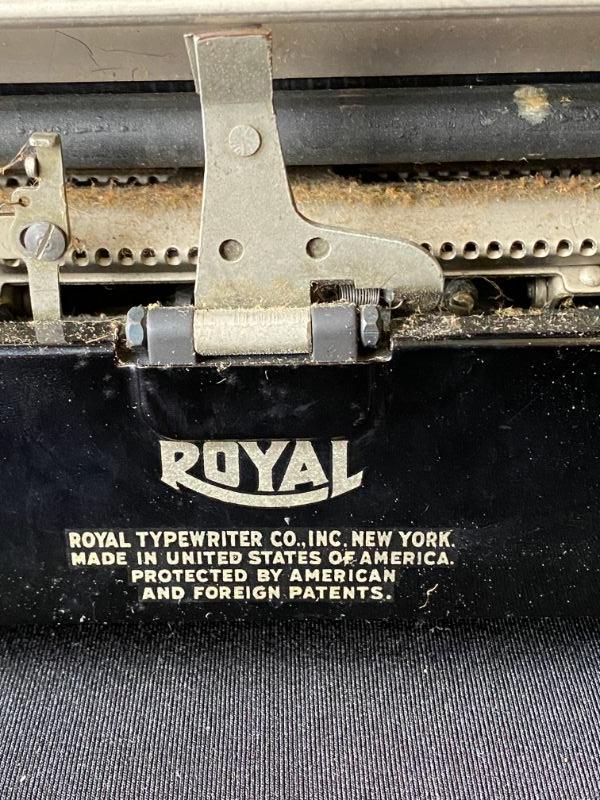 ROYAL
ROYAL TYPEWRITER CO., INC. NEW YORK.
MADE IN UNITED STATES OF AMERICA.
PROTECTED BY AMERICAN
AND FOREIGN PATENTS.